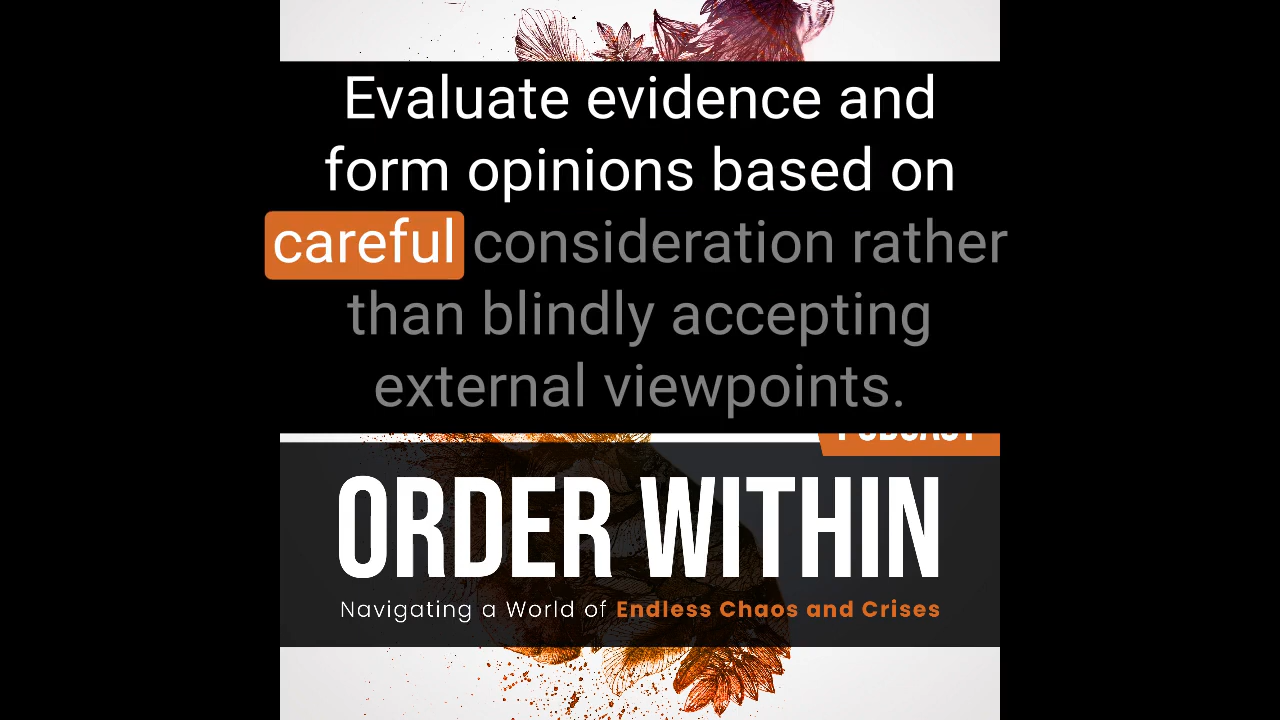 Evaluate evidence and
form opinions based on
careful consideration rather
than blindly accepting
external viewpoints.
PODCAST
ORDER WITHIN
Navigating a World of Endless Chaos and Crises